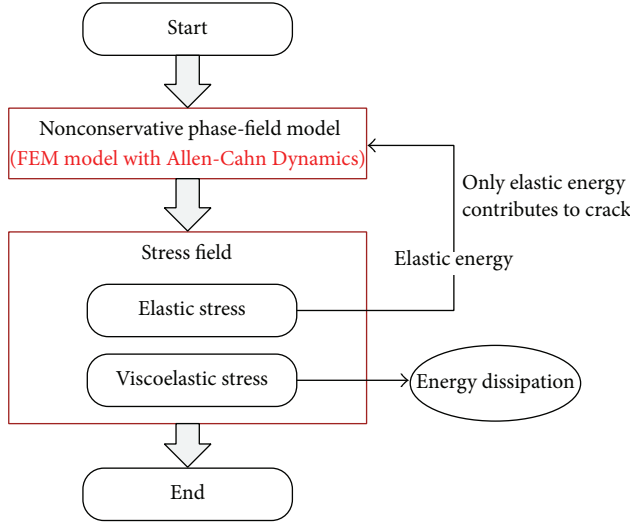 Start
Nonconservative phase-field model
(FEM model with Allen-Cahn Dynamics)
Only elastic energy
contributes to crack
Stress field
Elastic energy
Elastic stress
Viscoelastic stress
Energy dissipation
End